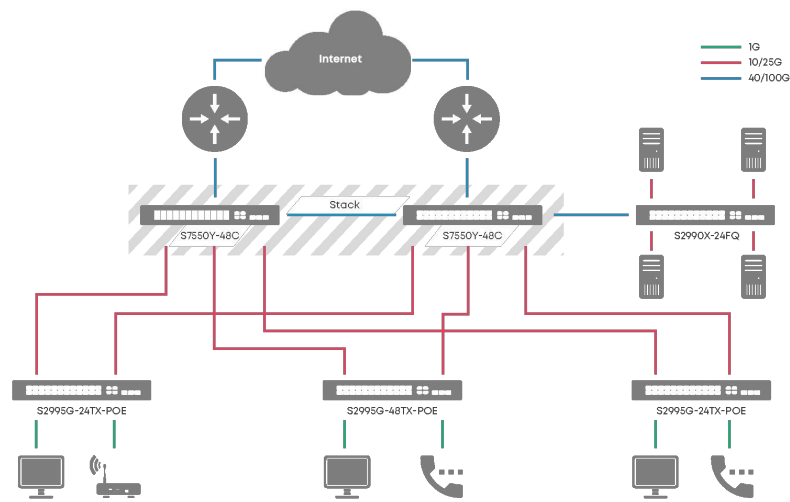 Internet
1G
10/25G
40/100G
Stack
S7550Y-48C
S7550Y-48C
S2990X-24FQ
S2995G-24TX-POE
S2995G-48TX-POE
S2995G-24TX-POE